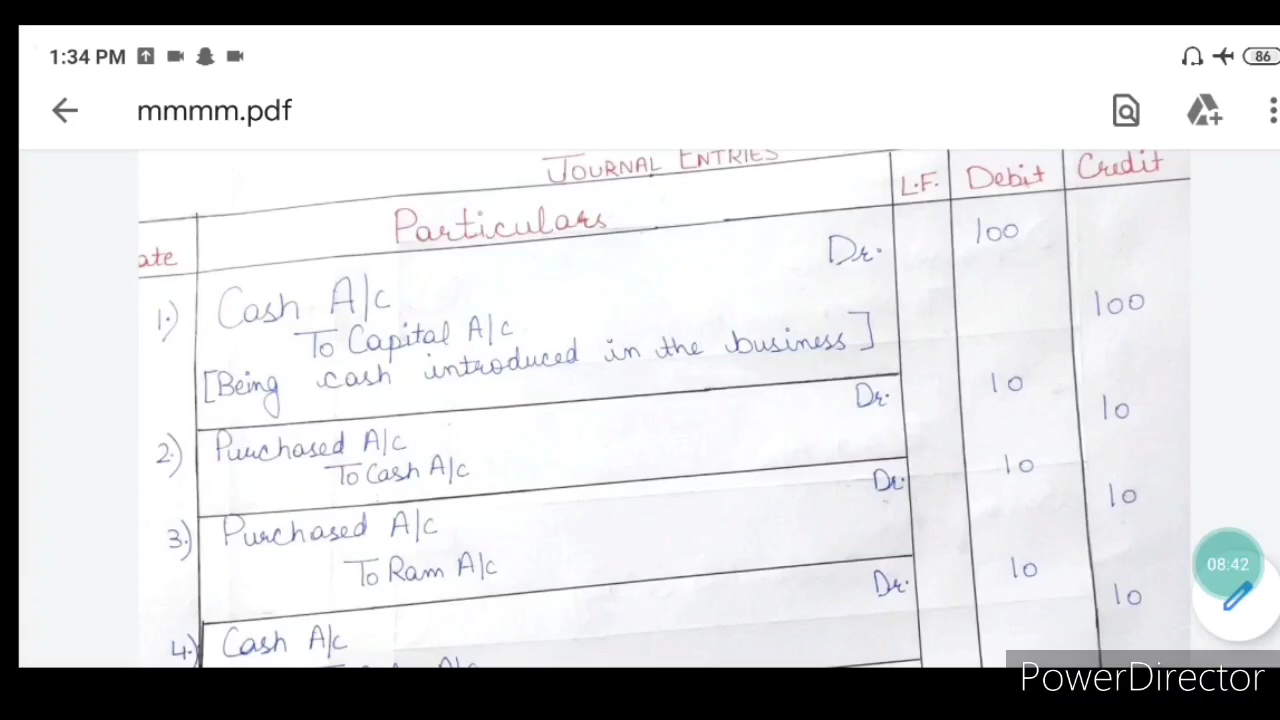 1:34 PM
86
mmmm.pdf
JOURNAL ENTRIES
ate Particulars L.F. Debit Credit
1.) Cash A/c Dr. 100
To Capital A/c 100
[Being cash introduced in the business]
2.) Purchased A/c Dr. 10
To Cash A/c 10
3.) Purchased A/c Dr. 10
To Ram A/c 10
4.) Cash A/c Dr. 10
10
08:42
PowerDirector